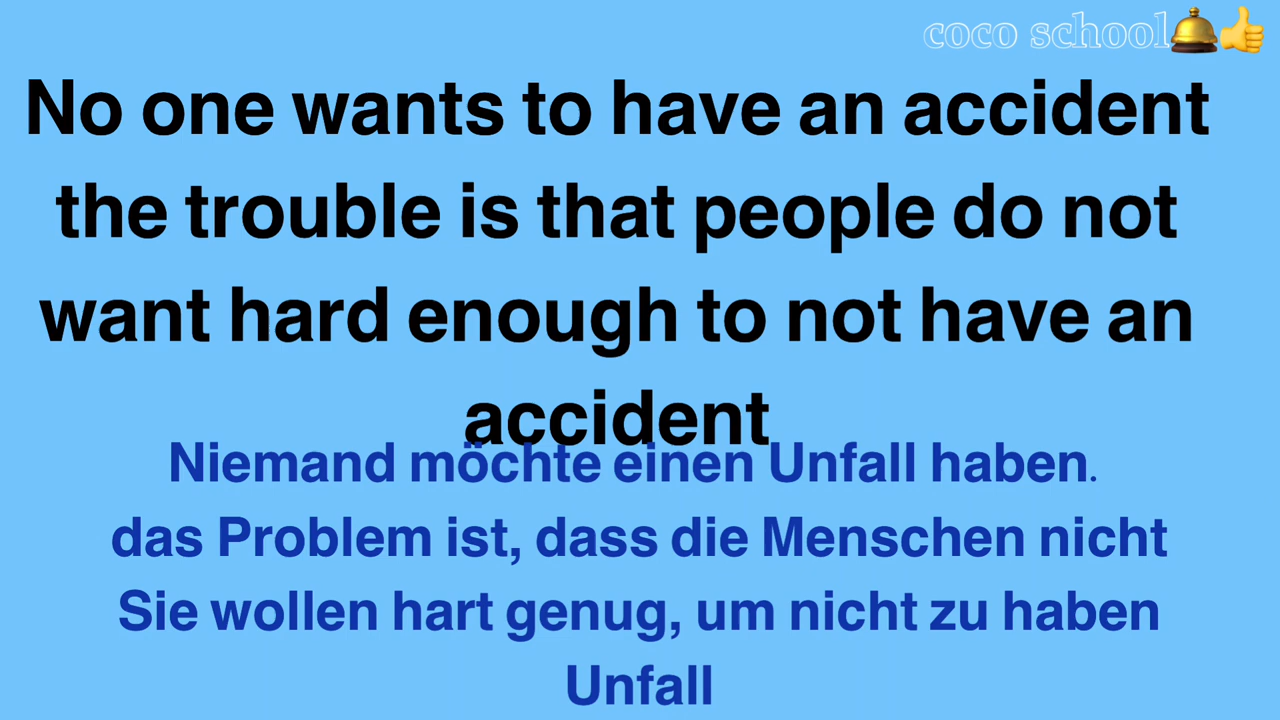 coco school🛎️👍
No one wants to have an accident
the trouble is that people do not
want hard enough to not have an
accident
Niemand möchte einen Unfall haben.
das Problem ist, dass die Menschen nicht
Sie wollen hart genug, um nicht zu haben
Unfall